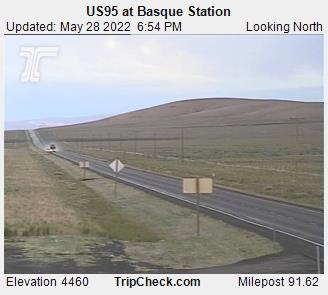 US95 at Basque Station
Updated: May 28 2022 6:54 PM Looking North
Elevation 4460 TripCheck.com Milepost 91.62